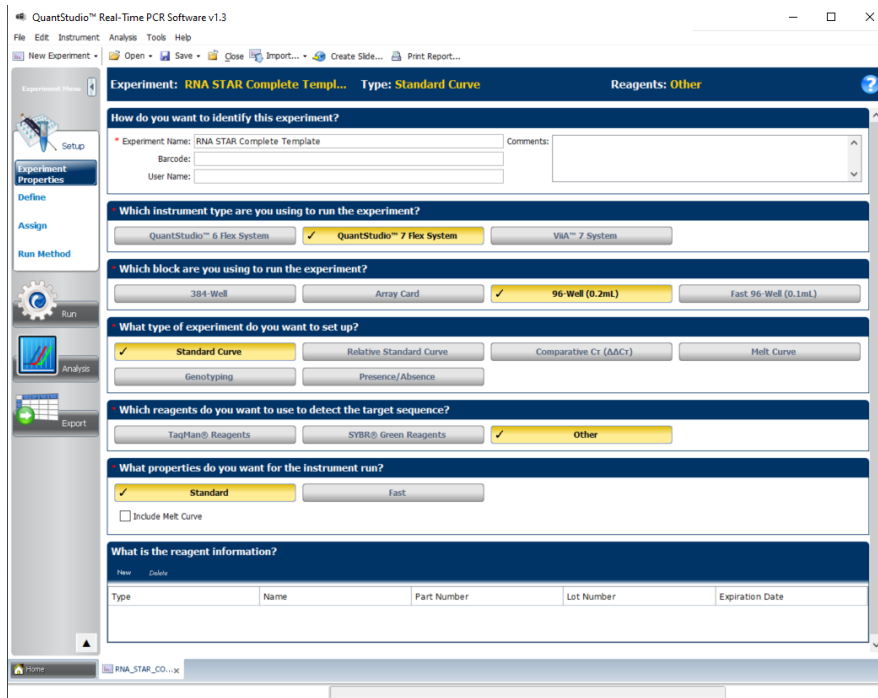 QuantStudio™ Real-Time PCR Software v1.3
File Edit Instrument Analysis Tools Help
New Experiment Open Save Close Import... Create Slide... Print Report...
Experiment Menu
Experiment: RNA STAR Complete Templ... Type: Standard Curve Reagents: Other
?
How do you want to identify this experiment?
* Experiment Name: RNA STAR Complete Template
Comments:
Barcode:
User Name:
Setup
Experiment
Properties
Define
Assign
Run Method
Run
Analysis
Export
* Which instrument type are you using to run the experiment?
QuantStudio™ 6 Flex System ✓ QuantStudio™ 7 Flex System ViiA™ 7 System
* Which block are you using to run the experiment?
384-Well Array Card ✓ 96-Well (0.2mL) Fast 96-Well (0.1mL)
* What type of experiment do you want to set up?
✓ Standard Curve Relative Standard Curve Comparative Cᴛ (ΔΔCᴛ) Melt Curve
Genotyping Presence/Absence
* Which reagents do you want to use to detect the target sequence?
TaqMan® Reagents SYBR® Green Reagents ✓ Other
* What properties do you want for the instrument run?
✓ Standard Fast
Include Melt Curve
What is the reagent information?
New Delete
Type Name Part Number Lot Number Expiration Date
Home RNA_STAR_CO... x